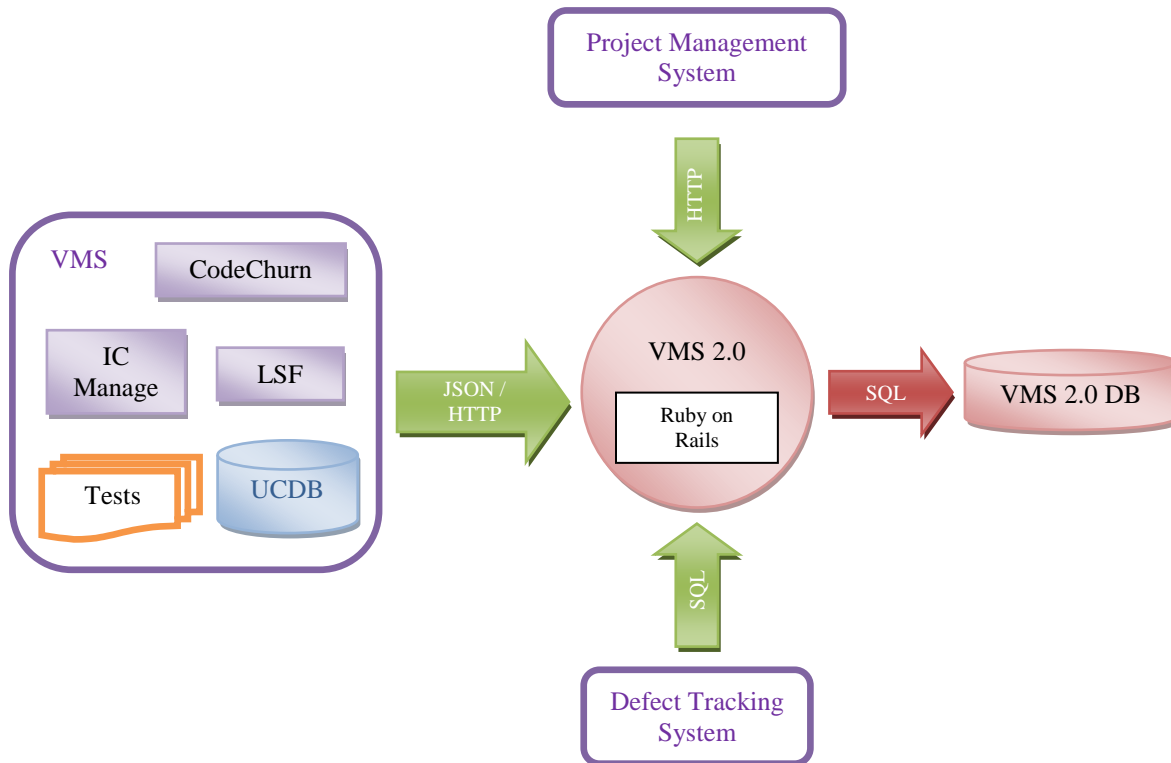 Project Management
System
HTTP
VMS
CodeChurn
IC
Manage
LSF
Tests
UCDB
JSON /
HTTP
VMS 2.0
Ruby on
Rails
SQL
VMS 2.0 DB
SQL
Defect Tracking
System